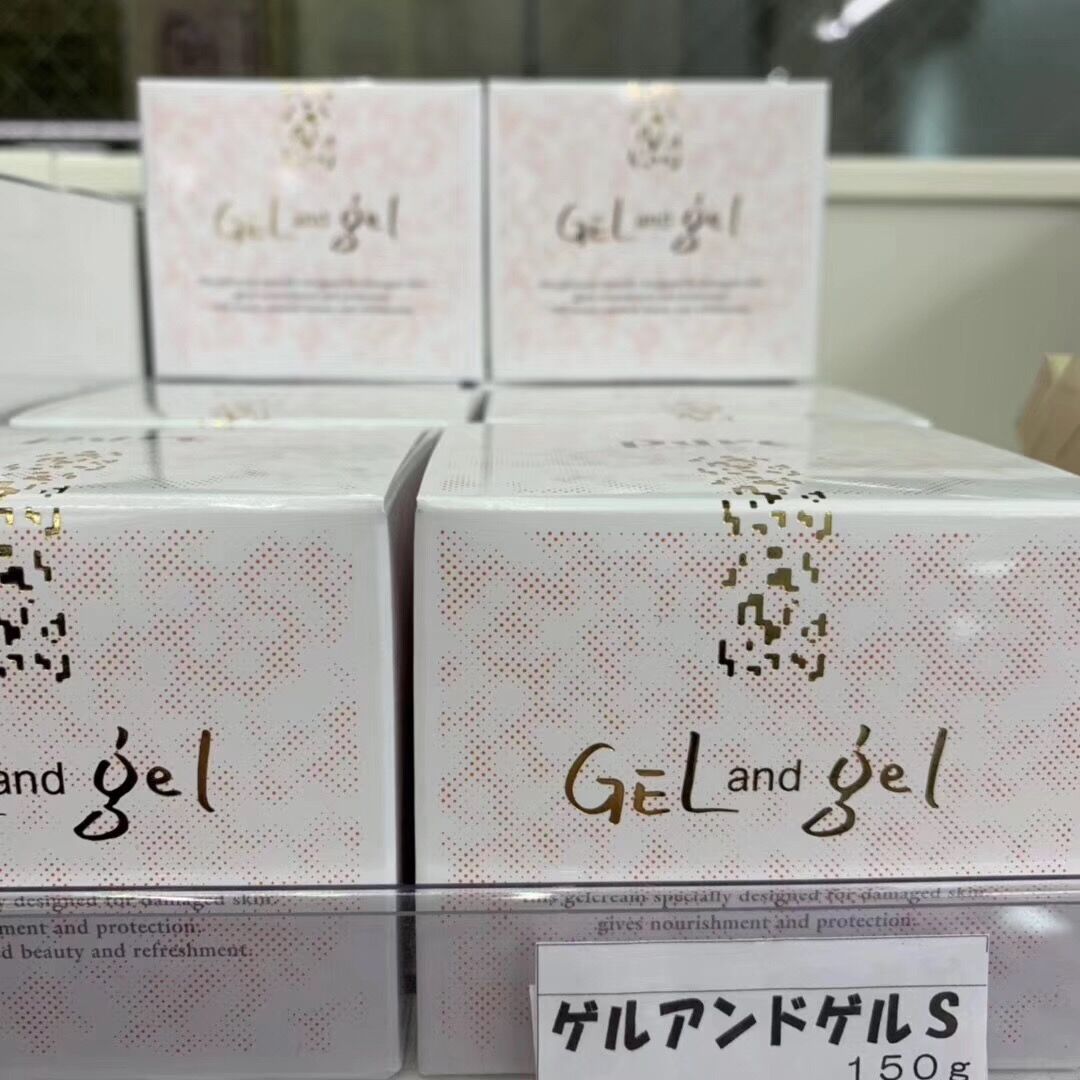 GEL and gel
GEL and gel
and gel
y designed for damaged skin
ment and protection.
d beauty and refreshment.
GEL and gel
This gelcream specially designed for damaged skin
gives nourishment and protection.
ゲルアンドゲルS
150g